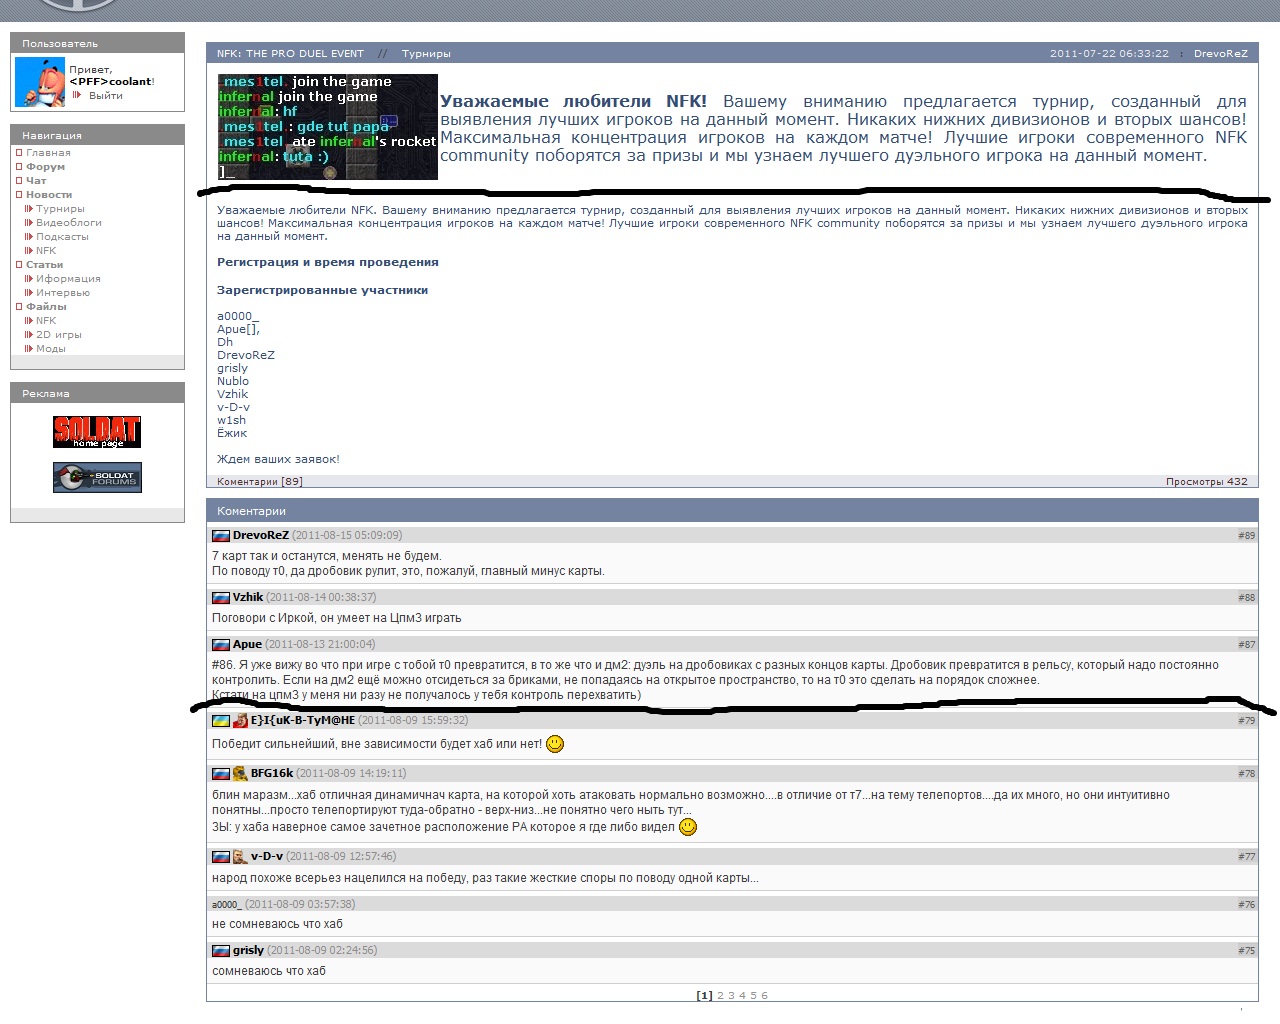 Пользователь
Привет,
<PFF>coolant!
Выйти
Навигация
Главная
Форум
Чат
Новости
Турниры
Видеоблоги
Подкасты
NFK
Статьи
Иформация
Интервью
Файлы
NFK
2D игры
Моды
Реклама
SOLDAT
home page
SOLDAT
FORUMS
NFK: THE PRO DUEL EVENT // Турниры 2011-07-22 06:33:22 : DrevoReZ
.mes1tel. join the game
infernal join the game
infernal: hf
.mes1tel.: gde tut papa
.mes1tel. ate infernal's rocket
infernal: tuta :)
]_
Уважаемые любители NFK! Вашему вниманию предлагается турнир, созданный для
выявления лучших игроков на данный момент. Никаких нижних дивизионов и вторых шансов!
Максимальная концентрация игроков на каждом матче! Лучшие игроки современного NFK
community поборятся за призы и мы узнаем лучшего дуэльного игрока на данный момент.
Уважаемые любители NFK. Вашему вниманию предлагается турнир, созданный для выявления лучших игроков на данный момент. Никаких нижних дивизионов и вторых
шансов! Максимальная концентрация игроков на каждом матче! Лучшие игроки современного NFK community поборятся за призы и мы узнаем лучшего дуэльного игрока
на данный момент.
Регистрация и время проведения
Зарегистрированные участники
a0000_
Apue[],
Dh
DrevoReZ
grisly
Nublo
Vzhik
v-D-v
w1sh
Ёжик
Ждем ваших заявок!
Коментарии [89] Просмотры 432
Коментарии
DrevoReZ (2011-08-15 05:09:09) #89
7 карт так и останутся, менять не будем.
По поводу т0, да дробовик рулит, это, пожалуй, главный минус карты.
Vzhik (2011-08-14 00:38:37) #88
Поговори с Иркой, он умеет на Цпм3 играть
Apue (2011-08-13 21:00:04) #87
#86. Я уже вижу во что при игре с тобой т0 превратится, в то же что и дм2: дуэль на дробовиках с разных концов карты. Дробовик превратится в рельсу, который надо постоянно
контролить. Если на дм2 ещё можно отсидеться за бриками, не попадаясь на открытое пространство, то на т0 это сделать на порядок сложнее.
Кстати на цпм3 у меня ни разу не получалось у тебя контроль перехватить)
E}I{uK-B-TyM@HE (2011-08-09 15:59:32) #79
Победит сильнейший, вне зависимости будет хаб или нет!
BFG16k (2011-08-09 14:19:11) #78
блин маразм...хаб отличная динамичнач карта, на которой хоть атаковать нормально возможно....в отличие от т7...на тему телепортов....да их много, но они интуитивно
понятны...просто телепортируют туда-обратно - верх-низ...не понятно чего ныть тут...
ЗЫ: у хаба наверное самое зачетное расположение РА которое я где либо видел
v-D-v (2011-08-09 12:57:46) #77
народ похоже всерьез нацелился на победу, раз такие жесткие споры по поводу одной карты...
a0000_ (2011-08-09 03:57:38) #76
не сомневаюсь что хаб
grisly (2011-08-09 02:24:56) #75
сомневаюсь что хаб
[1] 2 3 4 5 6